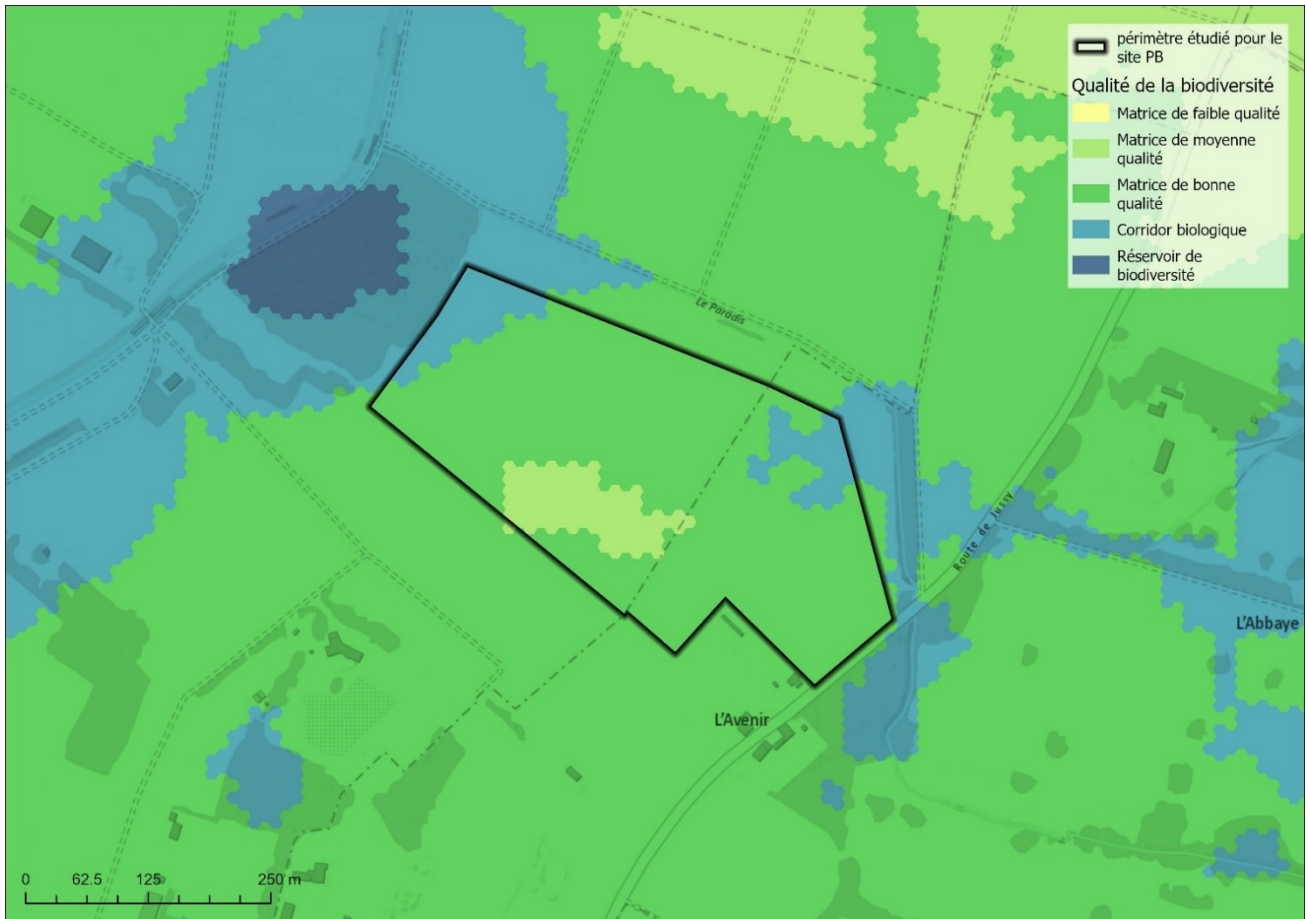 périmètre étudié pour le
site PB
Qualité de la biodiversité
Matrice de faible qualité
Matrice de moyenne
qualité
Matrice de bonne
qualité
Corridor biologique
Réservoir de
biodiversité
Le Paradis
Route de Jussy
L'Abbaye
L'Avenir
0 62.5 125 250 m